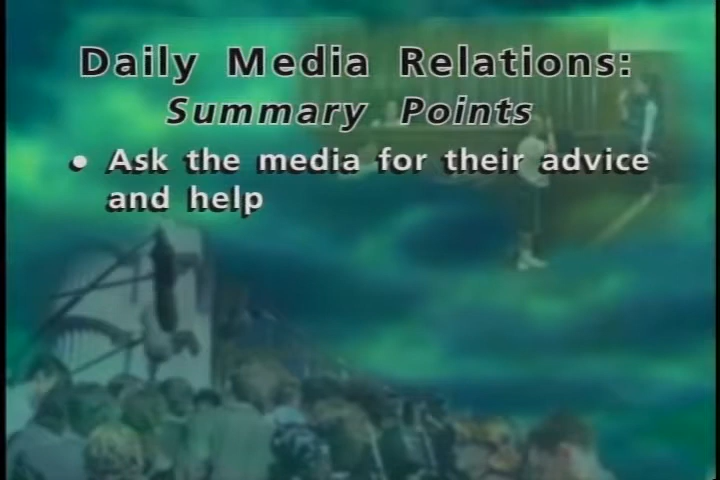 Daily Media Relations:
Summary Points
• Ask the media for their advice
and help